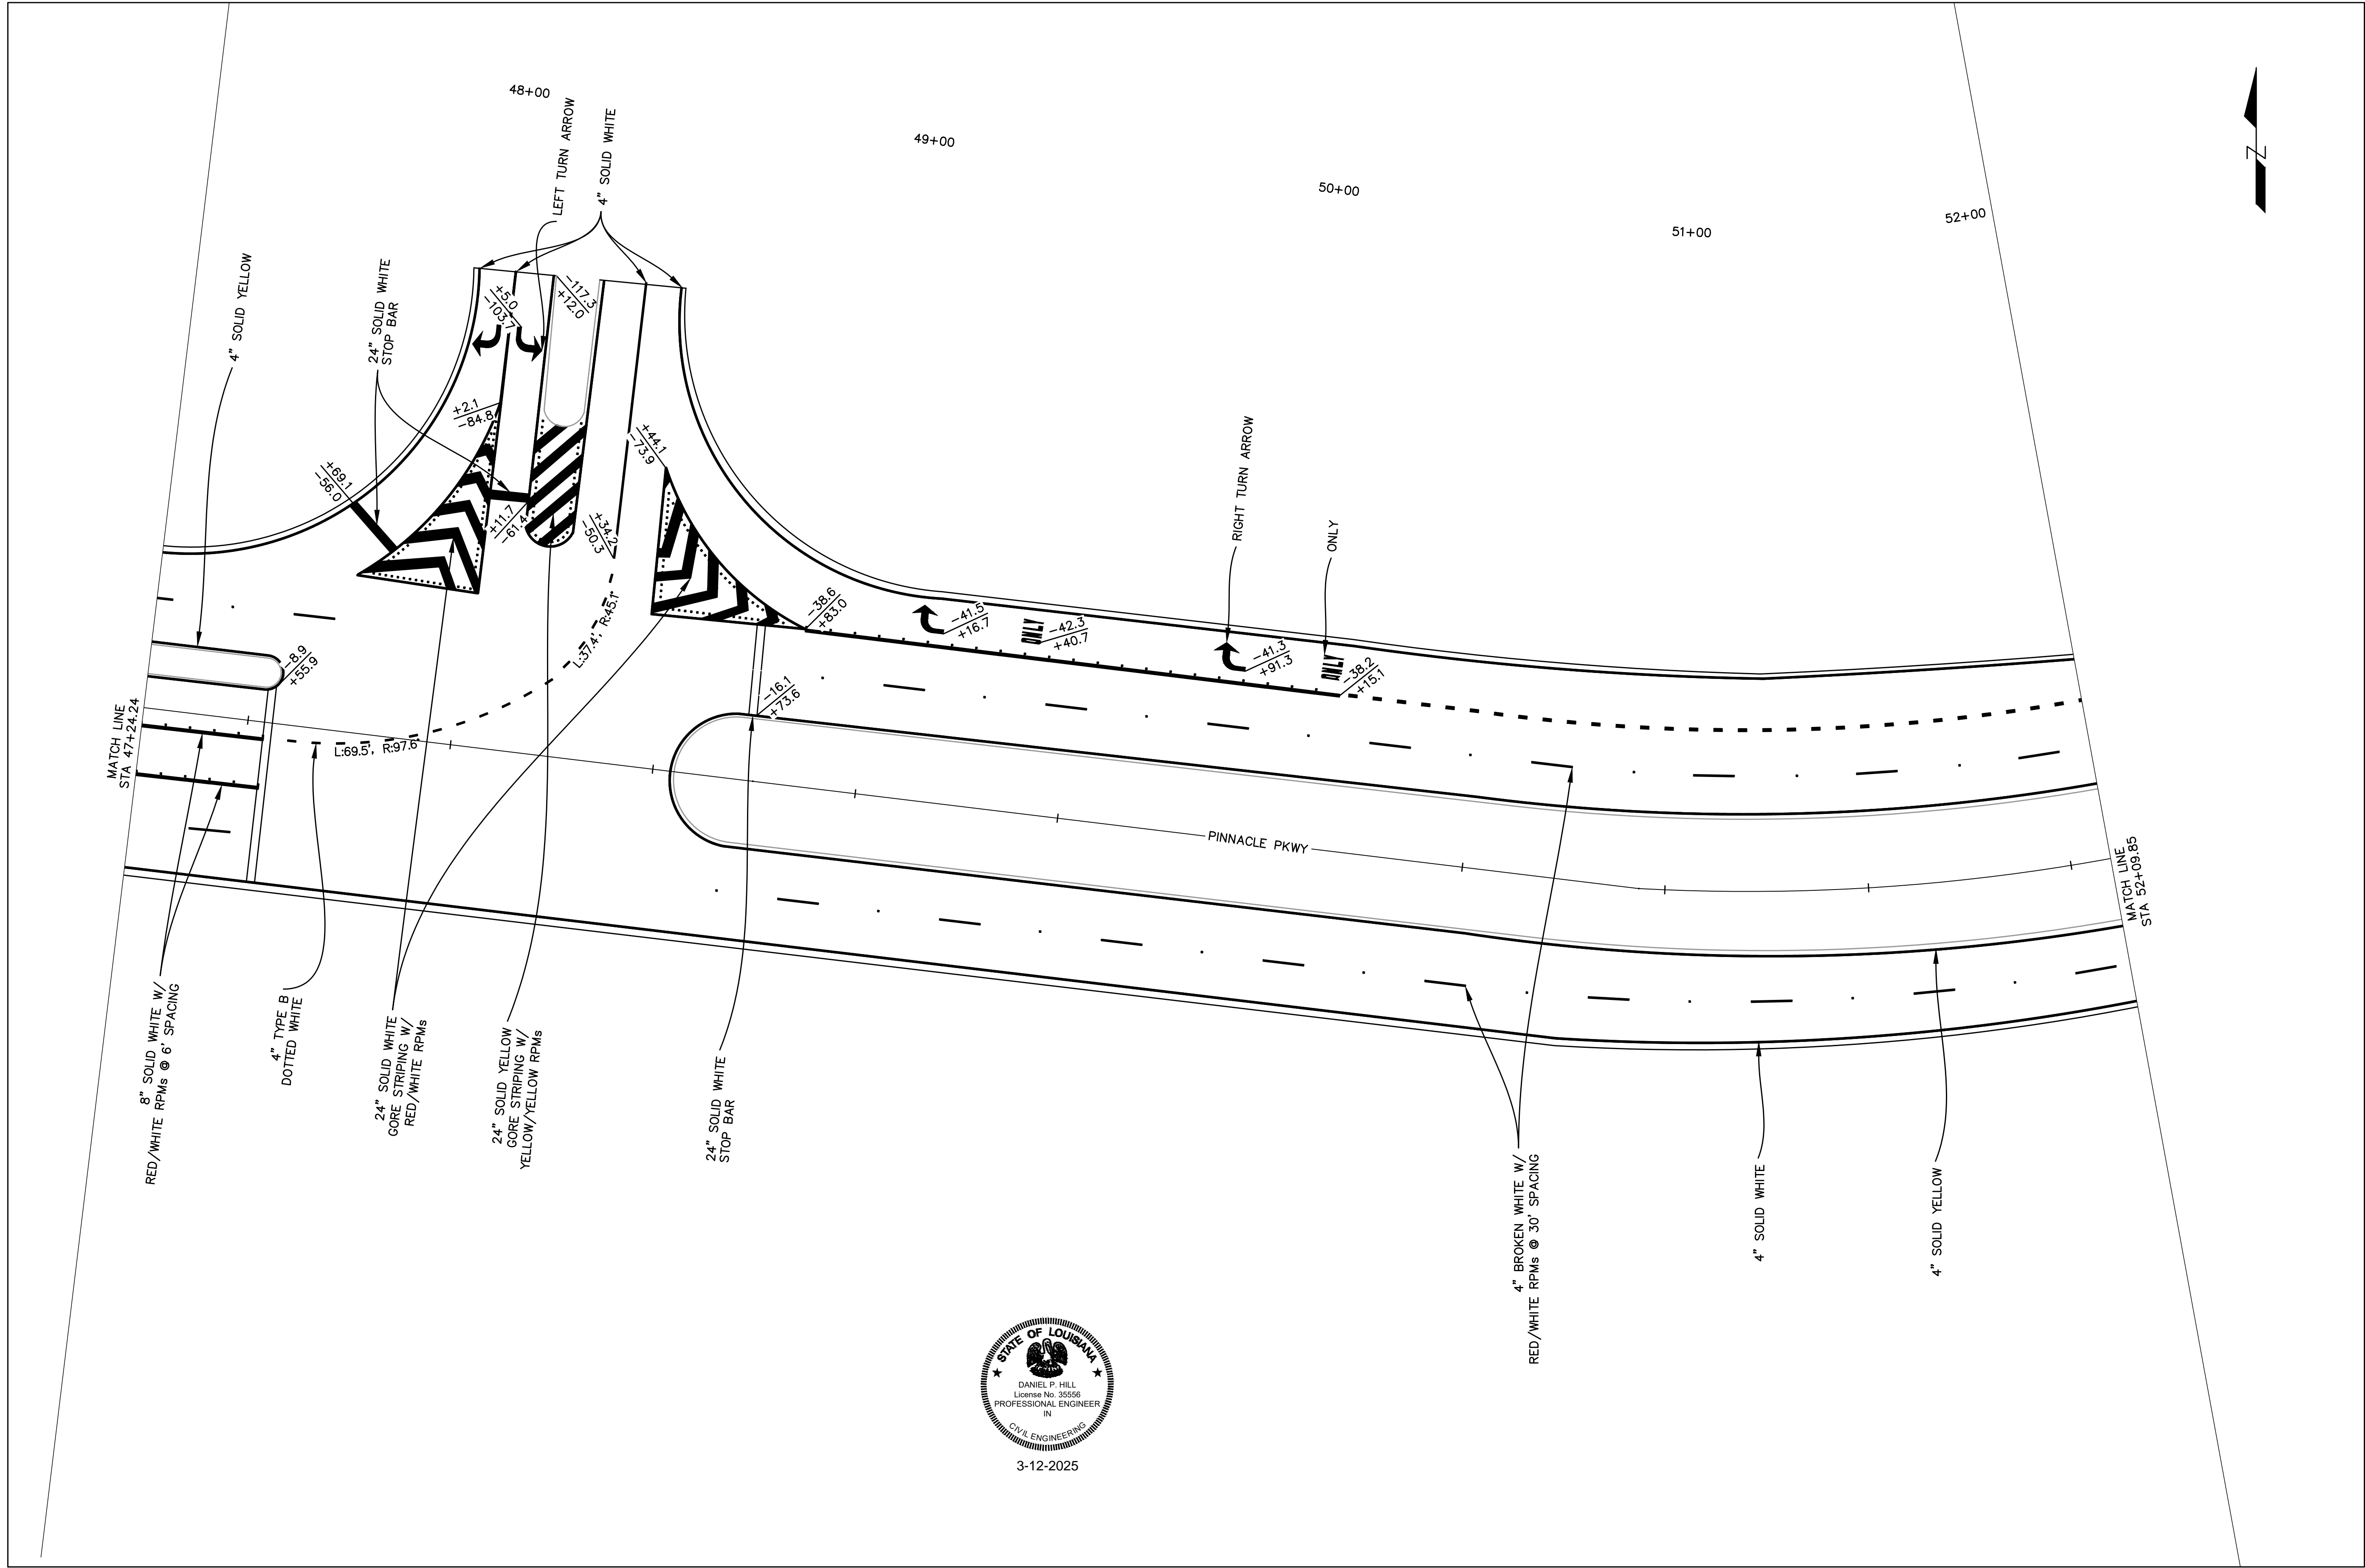 48+00
49+00
50+00
51+00
52+00
N
LEFT TURN ARROW
4" SOLID WHITE
4" SOLID YELLOW
24" SOLID WHITE
STOP BAR
+5.0
-103.7
-117.3
+12.0
+2.1
-84.8
+69.1
-56.0
+11.7
-61.4
+34.2
-50.3
+44.1
-73.9
RIGHT TURN ARROW
ONLY
-38.6
+83.0
-41.5
+16.7
ONLY
-42.3
+40.7
-41.3
+91.3
ONLY
-38.2
+15.1
-8.9
+55.9
-16.1
+73.6
L:37.4', R:45.1'
L:69.5', R:97.6'
MATCH LINE
STA 47+24.24
PINNACLE PKWY
MATCH LINE
STA 52+09.85
8" SOLID WHITE W/
RED/WHITE RPMs @ 6' SPACING
4" TYPE B
DOTTED WHITE
24" SOLID WHITE
GORE STRIPING W/
RED/WHITE RPMs
24" SOLID YELLOW
GORE STRIPING W/
YELLOW/YELLOW RPMs
24" SOLID WHITE
STOP BAR
4" BROKEN WHITE W/
RED/WHITE RPMs @ 30' SPACING
4" SOLID WHITE
4" SOLID YELLOW
STATE OF LOUISIANA
DANIEL P. HILL
License No. 35556
PROFESSIONAL ENGINEER
IN
CIVIL ENGINEERING
3-12-2025